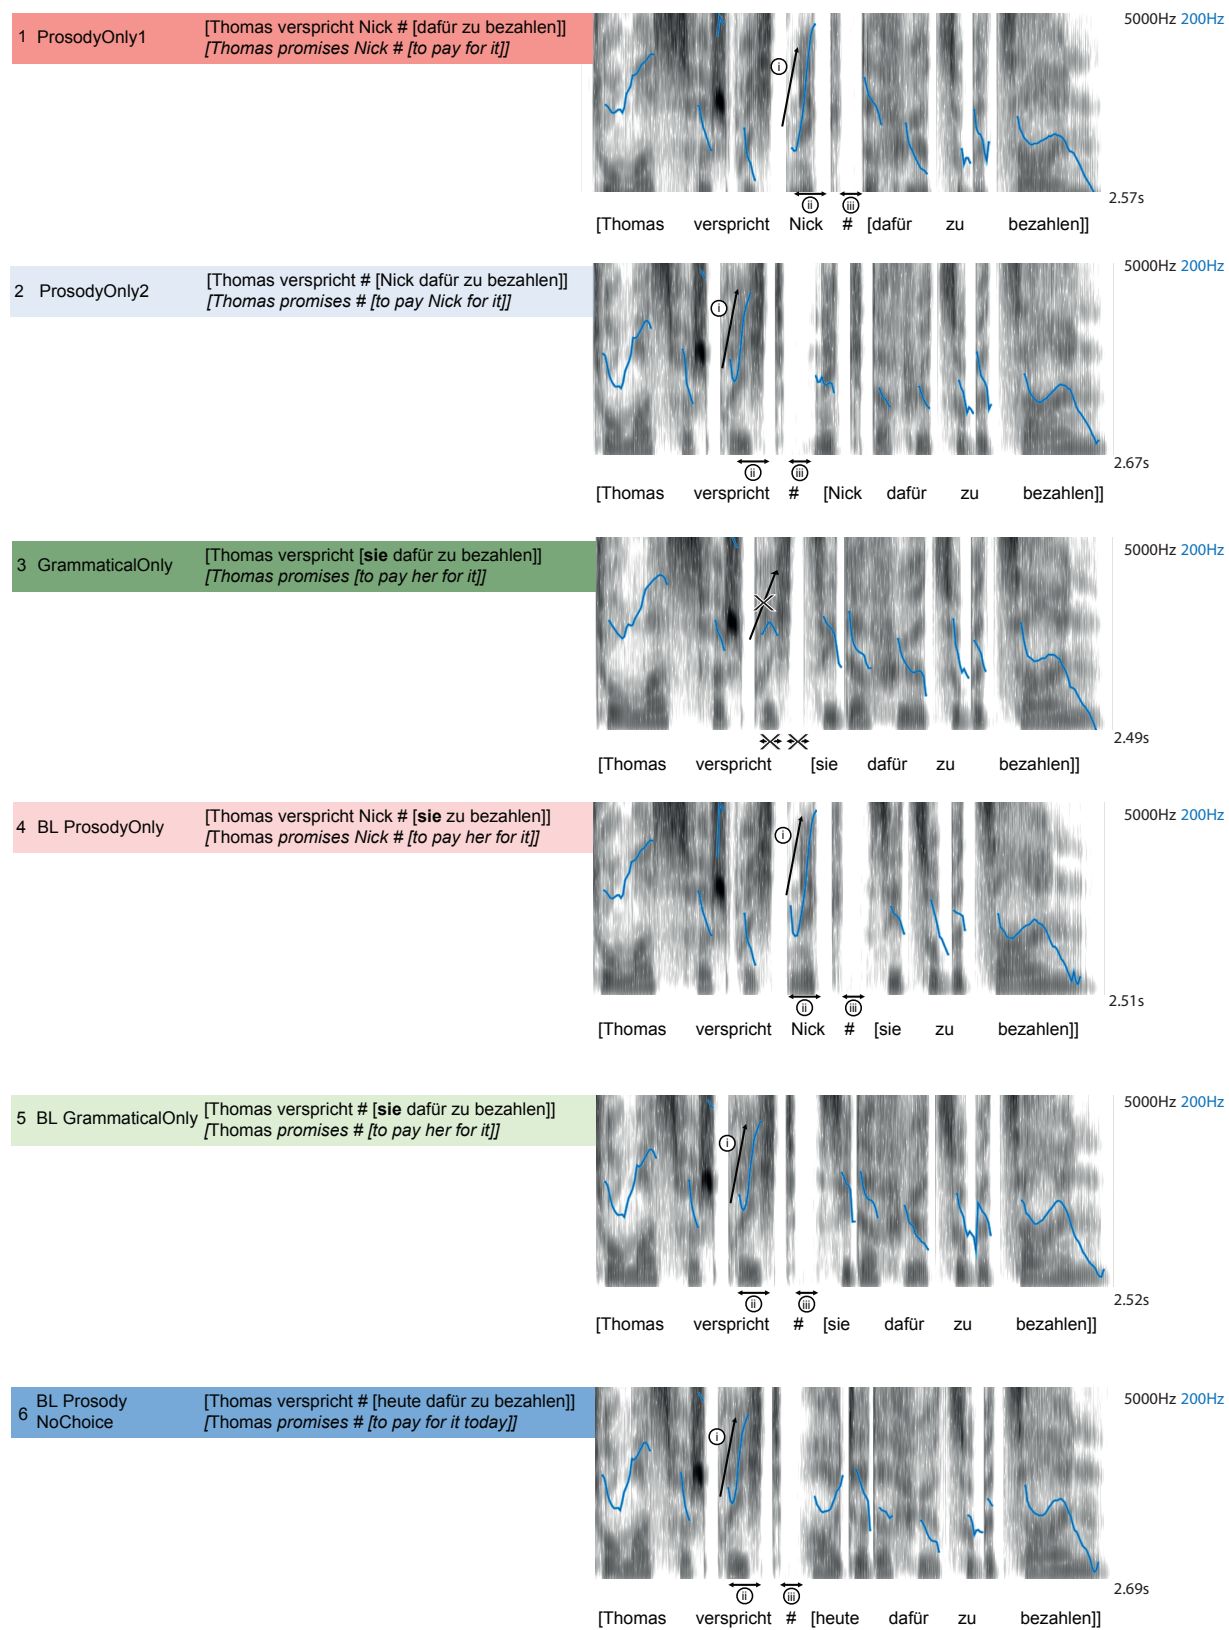 1 ProsodyOnly1 [Thomas verspricht Nick # [dafür zu bezahlen]]
[Thomas promises Nick # [to pay for it]]
5000Hz 200Hz
i
ii iii
2.57s
[Thomas verspricht Nick # [dafür zu bezahlen]]
2 ProsodyOnly2 [Thomas verspricht # [Nick dafür zu bezahlen]]
[Thomas promises # [to pay Nick for it]]
5000Hz 200Hz
i
ii iii
2.67s
[Thomas verspricht # [Nick dafür zu bezahlen]]
3 GrammaticalOnly [Thomas verspricht [sie dafür zu bezahlen]]
[Thomas promises [to pay her for it]]
5000Hz 200Hz
2.49s
[Thomas verspricht [sie dafür zu bezahlen]]
4 BL ProsodyOnly [Thomas verspricht Nick # [sie zu bezahlen]]
[Thomas promises Nick # [to pay her for it]]
5000Hz 200Hz
i
ii iii
2.51s
[Thomas verspricht Nick # [sie zu bezahlen]]
5 BL GrammaticalOnly [Thomas verspricht # [sie dafür zu bezahlen]]
[Thomas promises # [to pay her for it]]
5000Hz 200Hz
i
ii iii
2.52s
[Thomas verspricht # [sie dafür zu bezahlen]]
6 BL Prosody NoChoice [Thomas verspricht # [heute dafür zu bezahlen]]
[Thomas promises # [to pay for it today]]
5000Hz 200Hz
i
ii iii
2.69s
[Thomas verspricht # [heute dafür zu bezahlen]]